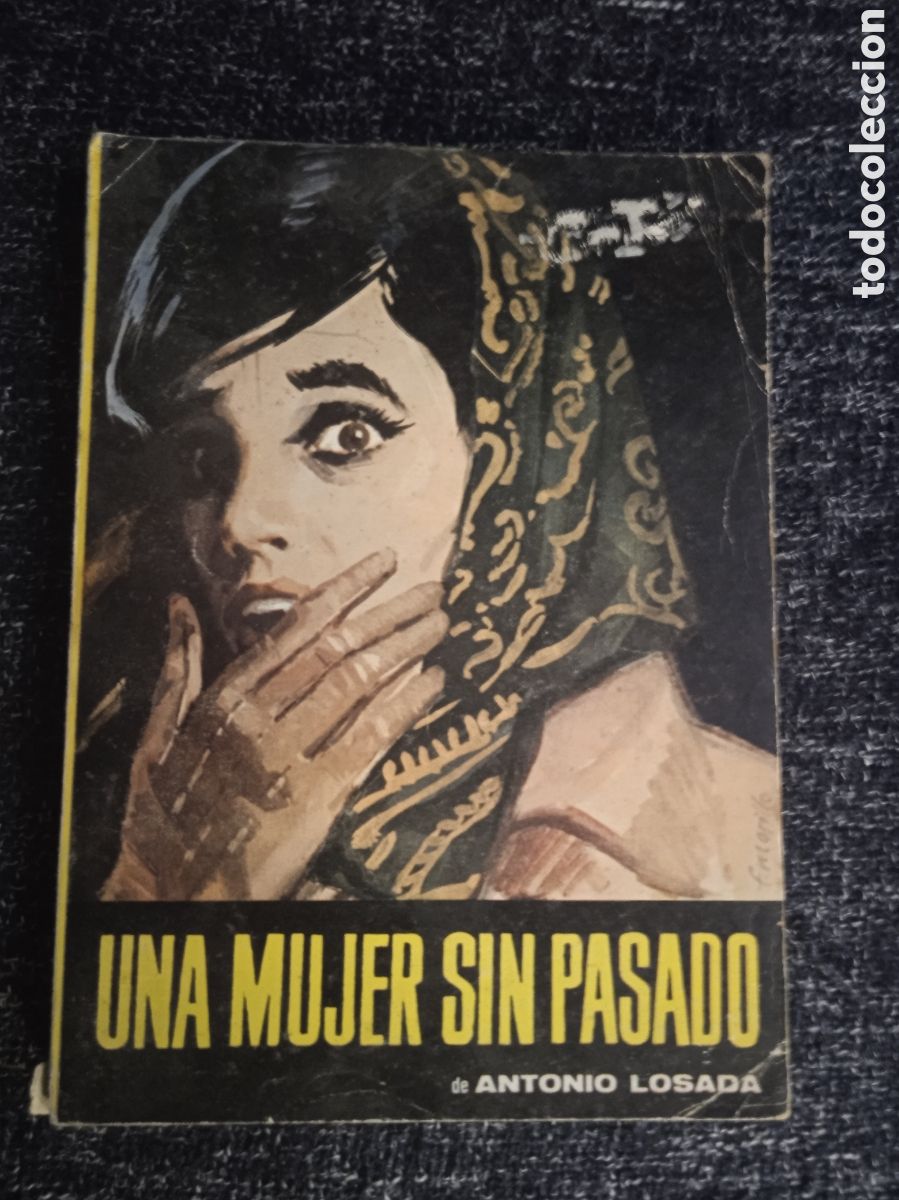 todocoleccion
UNA MUJER SIN PASADO
de ANTONIO LOSADA